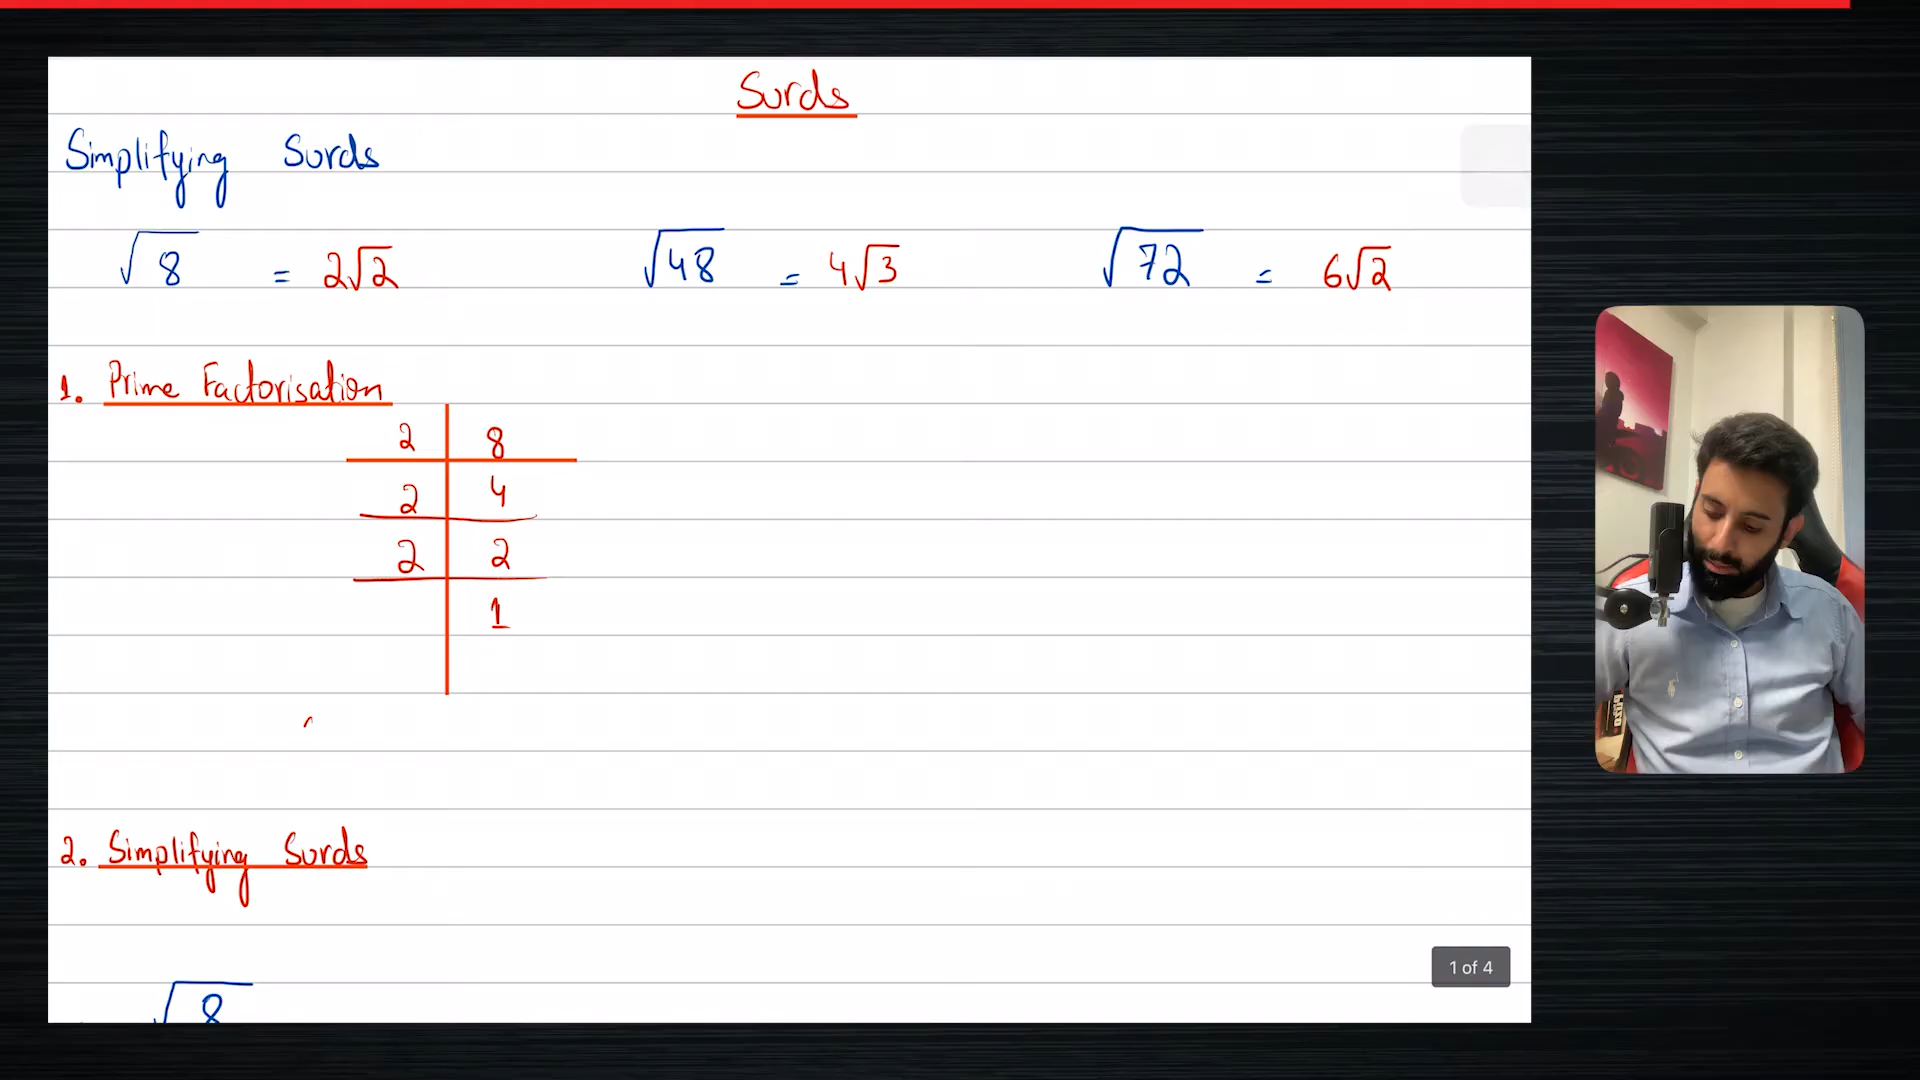 Surds
Simplifying Surds
√8 = 2√2 √48 = 4√3 √72 = 6√2
1. Prime Factorisation
2 8
2 4
2 2
1
2. Simplifying Surds
1 of 4
√8